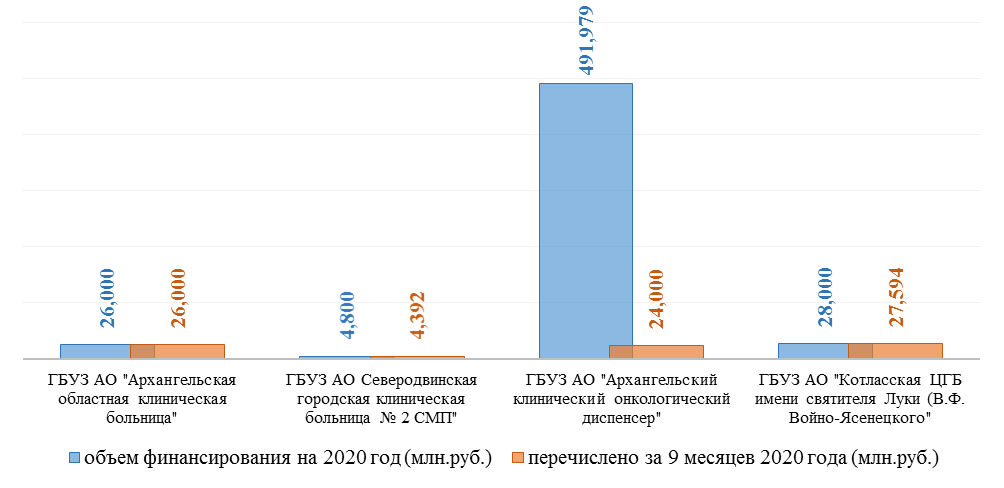 491,979
26,000
26,000
4,800
4,392
24,000
28,000
27,594
ГБУЗ АО "Архангельская
областная клиническая
больница"
ГБУЗ АО Северодвинская
городская клиническая
больница № 2 СМП"
ГБУЗ АО "Архангельский
клинический онкологический
диспенсер"
ГБУЗ АО "Котласская ЦГБ
имени святителя Луки (В.Ф.
Войно-Ясенецкого"
объем финансирования на 2020 год (млн.руб.)
перечислено за 9 месяцев 2020 года (млн.руб.)